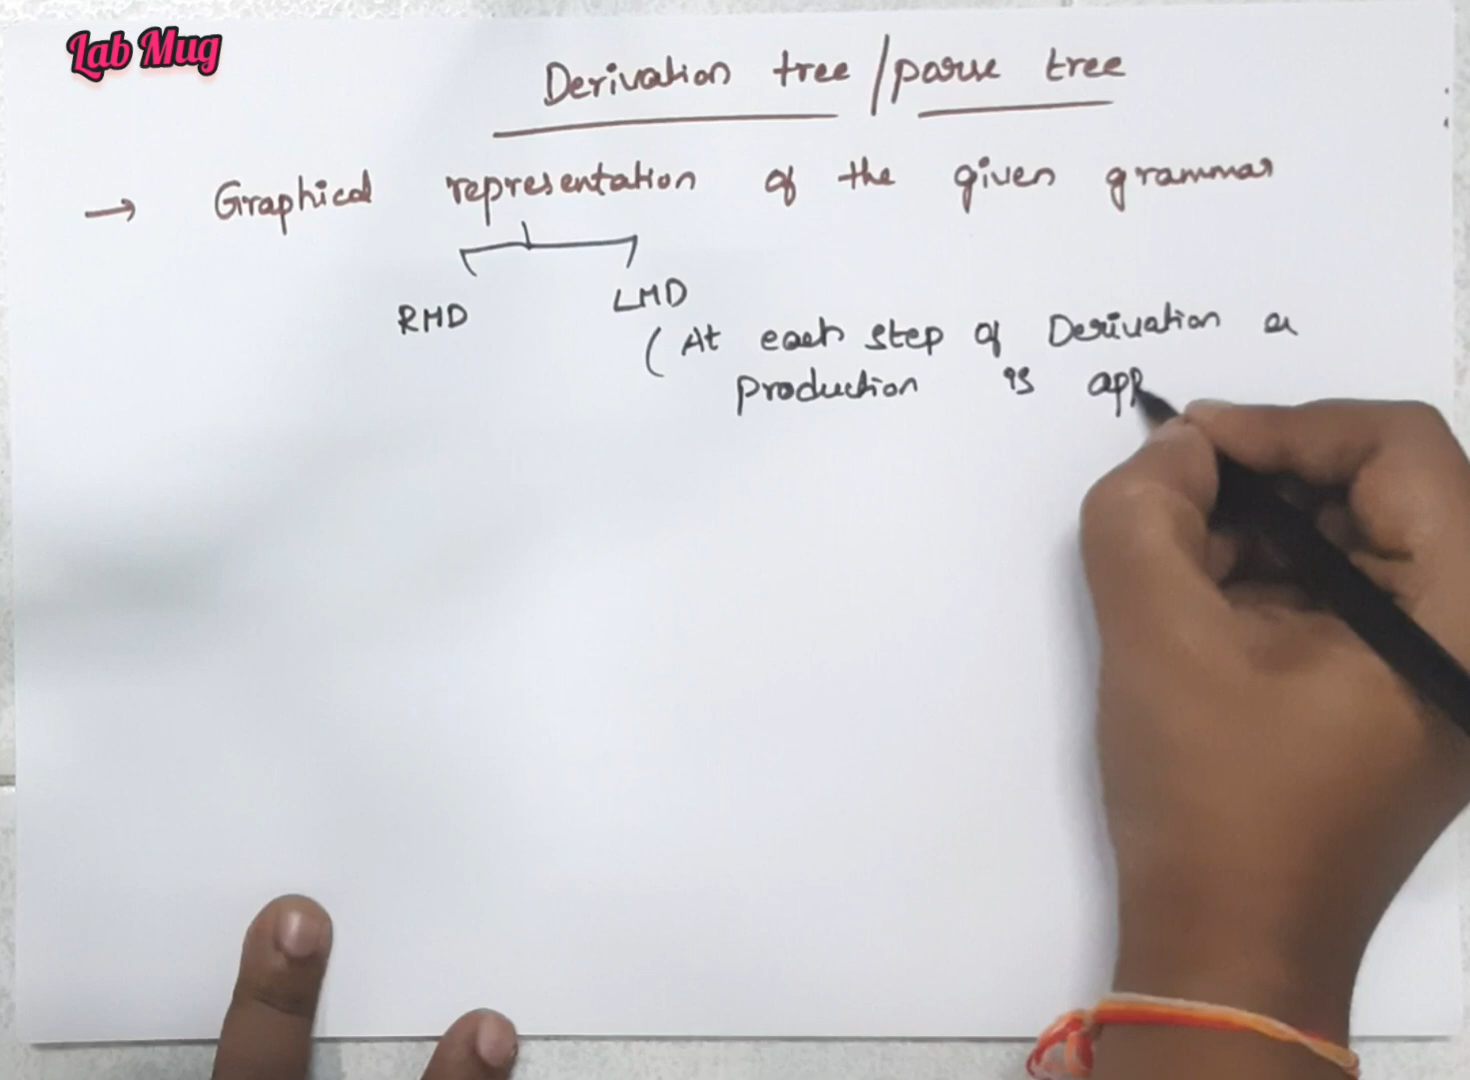 Lab Mug
Derivation tree / parse tree
→ Graphical representation of the given grammar
RMD LMD
( At each step of Derivation a
production is app